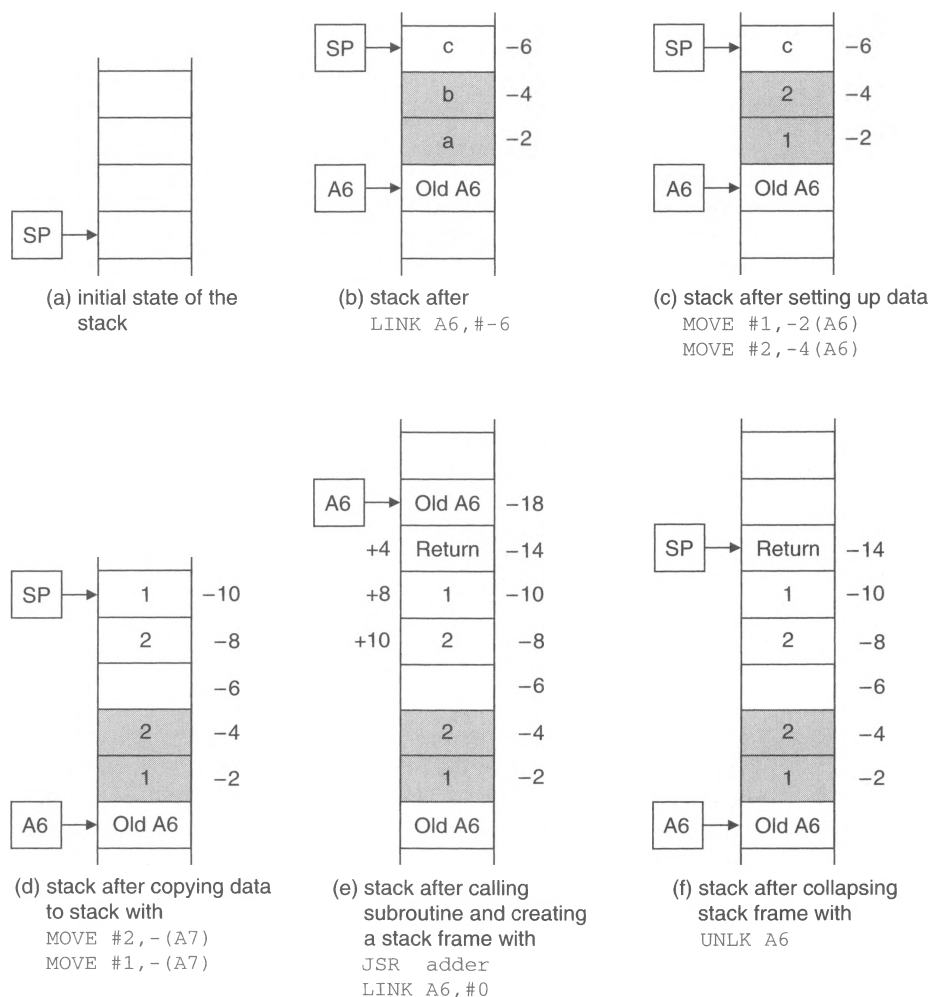 SP
(a) initial state of the
stack
SP
c
−6
b
−4
a
−2
A6
Old A6
(b) stack after
LINK A6,#-6
SP
c
−6
2
−4
1
−2
A6
Old A6
(c) stack after setting up data
MOVE #1,-2(A6)
MOVE #2,-4(A6)
SP
1
−10
2
−8
−6
2
−4
1
−2
A6
Old A6
(d) stack after copying data
to stack with
MOVE #2,-(A7)
MOVE #1,-(A7)
A6
Old A6
−18
+4
Return
−14
+8
1
−10
+10
2
−8
−6
2
−4
1
−2
Old A6
(e) stack after calling
subroutine and creating
a stack frame with
JSR adder
LINK A6,#0
SP
Return
−14
1
−10
2
−8
−6
2
−4
1
−2
A6
Old A6
(f) stack after collapsing
stack frame with
UNLK A6